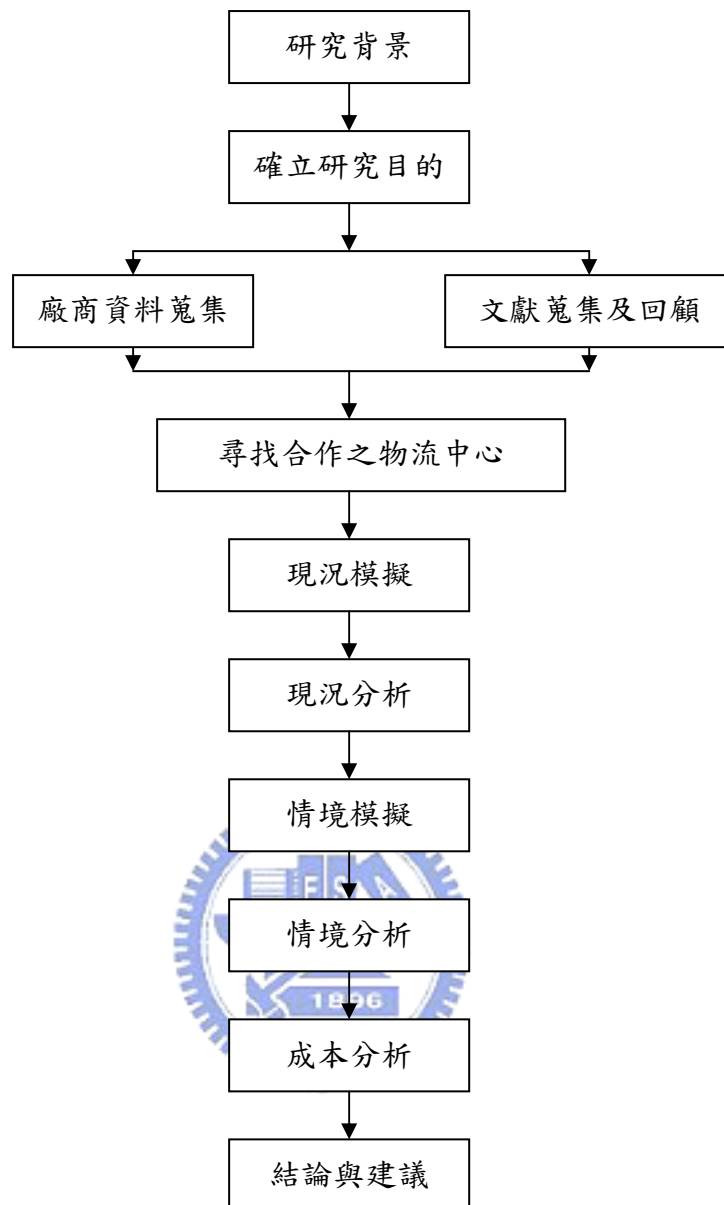 研究背景
確立研究目的
廠商資料蒐集
文獻蒐集及回顧
尋找合作之物流中心
現況模擬
現況分析
情境模擬
情境分析
1896
成本分析
結論與建議